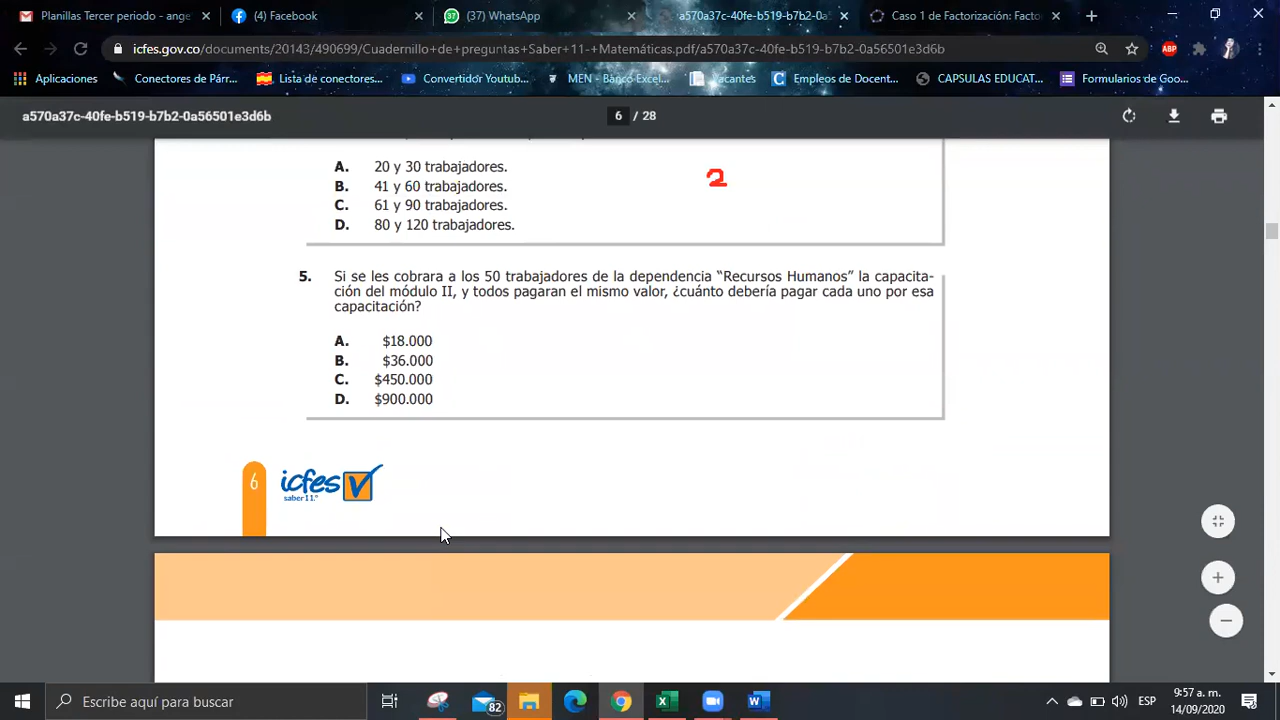 Planillas Tercer periodo - ange
(4) Facebook
(37) WhatsApp
a570a37c-40fe-b519-b7b2-0a5
Caso 1 de Factorización: Facto
icfes.gov.co/documents/20143/490699/Cuadernillo+de+preguntas+Saber+11-+Matemáticas.pdf/a570a37c-40fe-b519-b7b2-0a56501e3d6b
ABP
Aplicaciones
Conectores de Párr...
Lista de conectores...
Convertido Youtub...
MEN - Banco Excel...
Vacantes
Empleos de Docent...
CAPSULAS EDUCAT...
Formularios de Goo...
a570a37c-40fe-b519-b7b2-0a56501e3d6b
6 / 28
A. 20 y 30 trabajadores.
B. 41 y 60 trabajadores.
C. 61 y 90 trabajadores.
D. 80 y 120 trabajadores.
2
5. Si se les cobrara a los 50 trabajadores de la dependencia “Recursos Humanos” la capacita-
ción del módulo II, y todos pagaran el mismo valor, ¿cuánto debería pagar cada uno por esa
capacitación?
A. $18.000
B. $36.000
C. $450.000
D. $900.000
6
icfes
saber 11.°
Escribe aquí para buscar
82
ESP
9:57 a. m.
14/09/2020